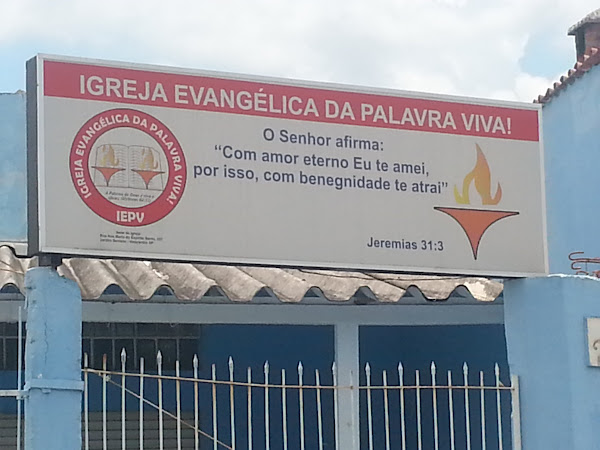 IGREJA EVANGÉLICA DA PALAVRA VIVA!
O Senhor afirma:
“Com amor eterno Eu te amei,
por isso, com benegnidade te atrai”
Jeremias 31:3
IGREJA EVANGÉLICA DA PALAVRA VIVA!
IEPV